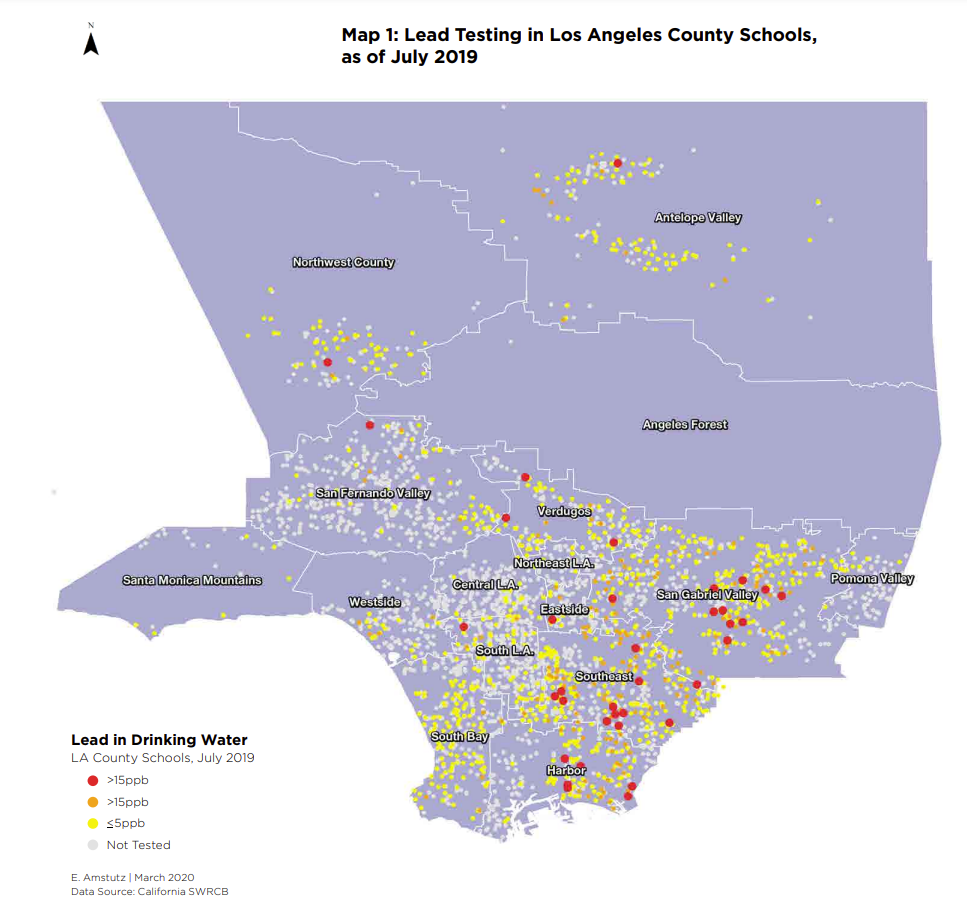 N
Map 1: Lead Testing in Los Angeles County Schools,
as of July 2019
Antelope Valley
Northwest County
Angeles Forest
San Fernando Valley
Verdugos
Northeast L.A.
Santa Monica Mountains
Central L.A.
Pomona Valley
San Gabriel Valley
Westside
Eastside
South L.A.
Southeast
South Bay
Harbor
Lead in Drinking Water
LA County Schools, July 2019
>15ppb
>15ppb
≤5ppb
Not Tested
E. Amstutz | March 2020
Data Source: California SWRCB